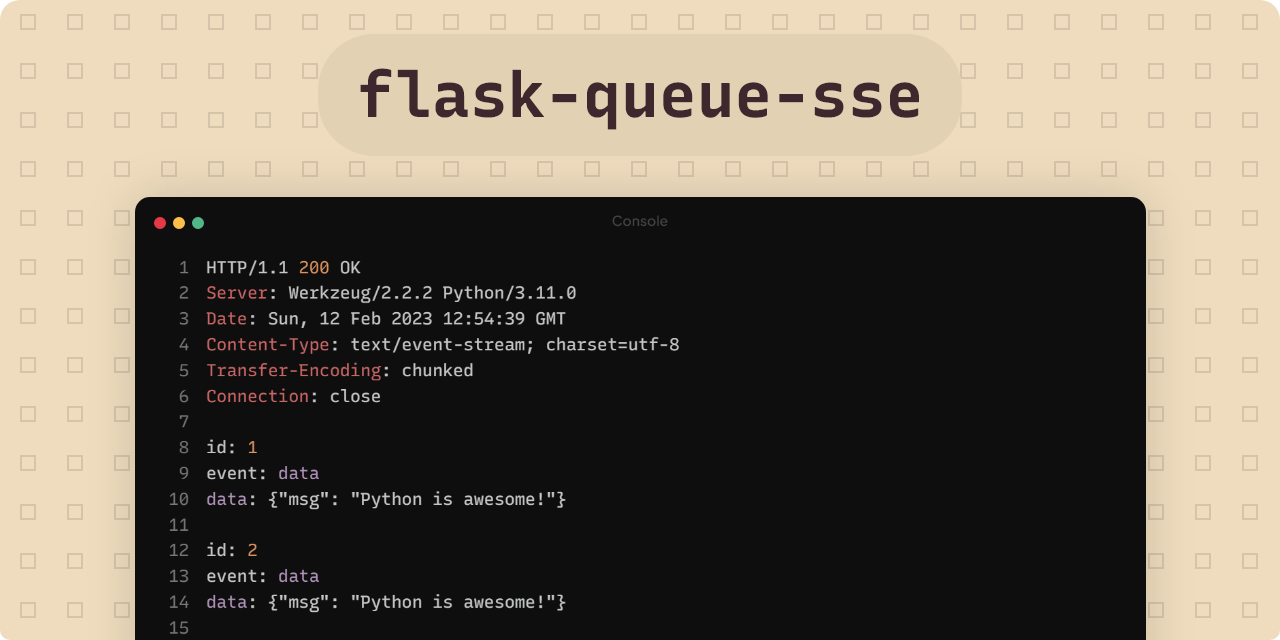 flask-queue-sse
Console
1 HTTP/1.1 200 OK
2 Server: Werkzeug/2.2.2 Python/3.11.0
3 Date: Sun, 12 Feb 2023 12:54:39 GMT
4 Content-Type: text/event-stream; charset=utf-8
5 Transfer-Encoding: chunked
6 Connection: close
7
8 id: 1
9 event: data
10 data: {"msg": "Python is awesome!"}
11
12 id: 2
13 event: data
14 data: {"msg": "Python is awesome!"}
15